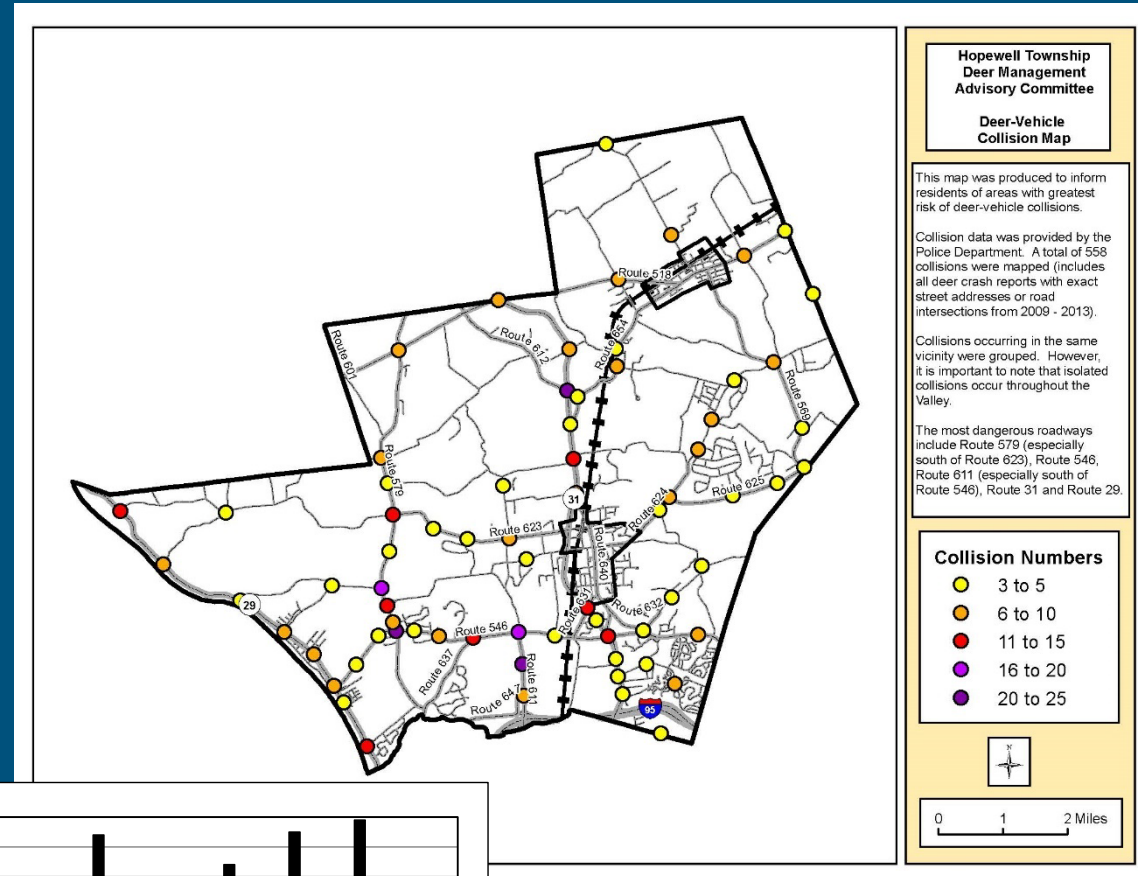 Hopewell Township
Deer Management
Advisory Committee
Deer-Vehicle
Collision Map
This map was produced to inform
residents of areas with greatest
risk of deer-vehicle collisions.
Collision data was provided by the
Police Department. A total of 558
collisions were mapped (includes
all deer crash reports with exact
street addresses or road
intersections from 2009 - 2013).
Collisions occurring in the same
vicinity were grouped. However,
it is important to note that isolated
collisions occur throughout the
Valley.
The most dangerous roadways
include Route 579 (especially
south of Route 623), Route 546,
Route 611 (especially south of
Route 546), Route 31 and Route 29.
Collision Numbers
3 to 5
6 to 10
11 to 15
16 to 20
20 to 25
N
0 1 2 Miles
Route 518
Route 612
Route 654
Route 601
Route 569
Route 579
Route 625
31
Route 624
Route 623
Route 640
29
Route 631
Route 632
Route 546
Route 637
Route 611
Route 647
95